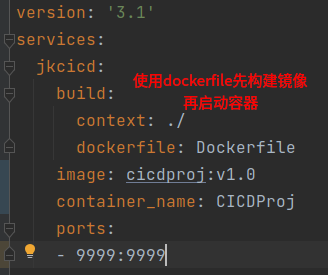 version: '3.1'
services:
jkcicd:
build:
使用dockerfile先构建镜像
再启动容器
context: ./
dockerfile: Dockerfile
image: cicdproj:v1.0
container_name: CICDProj
ports:
- 9999:9999